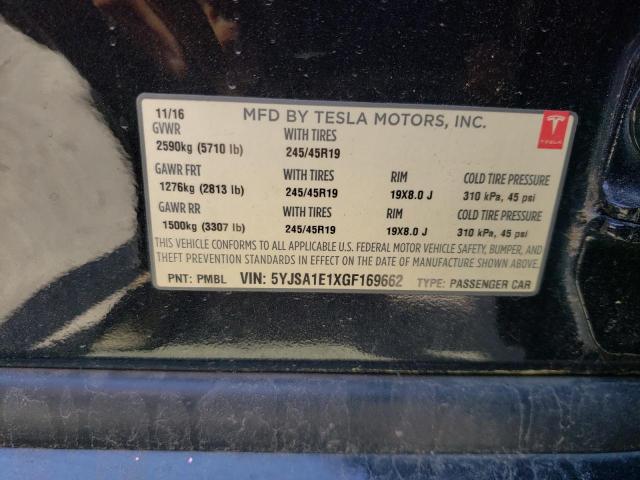 11/16 MFD BY TESLA MOTORS, INC.
GVWR WITH TIRES
2590kg (5710 lb) 245/45R19
TESLA
GAWR FRT WITH TIRES RIM COLD TIRE PRESSURE
1276kg (2813 lb) 245/45R19 19X8.0 J 310 kPa, 45 psi
GAWR RR WITH TIRES RIM COLD TIRE PRESSURE
1500kg (3307 lb) 245/45R19 19X8.0 J 310 kPa, 45 psi
THIS VEHICLE CONFORMS TO ALL APPLICABLE U.S. FEDERAL MOTOR VEHICLE SAFETY, BUMPER, AND
THEFT PREVENTION STANDARDS IN EFFECT ON THE DATE OF MANUFACTURE SHOWN ABOVE.
PNT: PMBL VIN: 5YJSA1E1XGF169662 TYPE: PASSENGER CAR